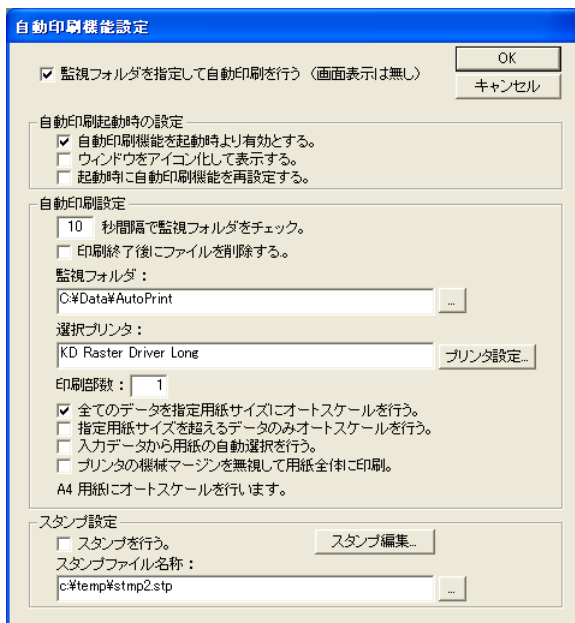 自動印刷機能設定
監視フォルダを指定して自動印刷を行う（画面表示は無し）
OK
キャンセル
自動印刷起動時の設定
自動印刷機能を起動時より有効とする。
ウィンドウをアイコン化して表示する。
起動時に自動印刷機能を再設定する。
自動印刷設定
10 秒間隔で監視フォルダをチェック。
印刷終了後にファイルを削除する.。
監視フォルダ：
C:¥Data¥AutoPrint
...
選択プリンタ：
KD Raster Driver Long
プリンタ設定...
印刷部数： 1
全てのデータを指定用紙サイズにオートスケールを行う。
指定用紙サイズを超えるデータのみオートスケールを行う。
入力データから用紙の自動選択を行う。
プリンタの機械マージンを無視して用紙全体に印刷。
A4 用紙にオートスケールを行います。
スタンプ設定
スタンプを行う。
スタンプ編集...
スタンプファイル名称：
c:¥temp¥stmp2.stp
...